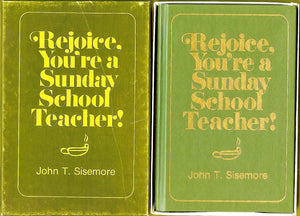 Rejoice,
You're a
Sunday
School
Teacher!
John T. Sisemore
Rejoice,
You're a
Sunday
School
Teacher!
John T. Sisemore